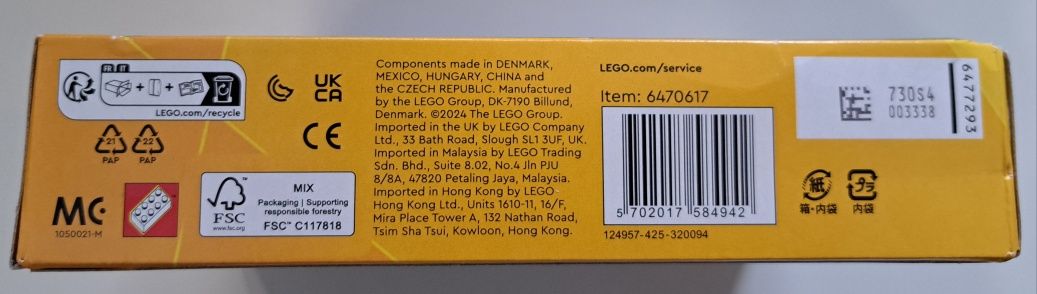 FR IT
LEGO.com/recycle
21
PAP
22
PAP
UK
CA
CE
MC
1050021-M
FSC
www.fsc.org
MIX
Packaging | Supporting
responsible forestry
FSC™ C117818
Components made in DENMARK,
MEXICO, HUNGARY, CHINA and
the CZECH REPUBLIC. Manufactured
by the LEGO Group, DK-7190 Billund,
Denmark. ©2024 The LEGO Group.
Imported in the UK by LEGO Company
Ltd., 33 Bath Road, Slough SL1 3UF, UK.
Imported in Malaysia by LEGO Trading
Sdn. Bhd., Suite 8.02, No.4 Jln PJU
8/8A, 47820 Petaling Jaya, Malaysia.
Imported in Hong Kong by LEGO
Hong Kong Ltd., Units 1610-11, 16/F,
Mira Place Tower A, 132 Nathan Road,
Tsim Sha Tsui, Kowloon, Hong Kong.
LEGO.com/service
Item: 6470617
5 702017 584942
124957-425-320094
730S4
003338
6477293
紙
箱・内袋
プラ
内袋